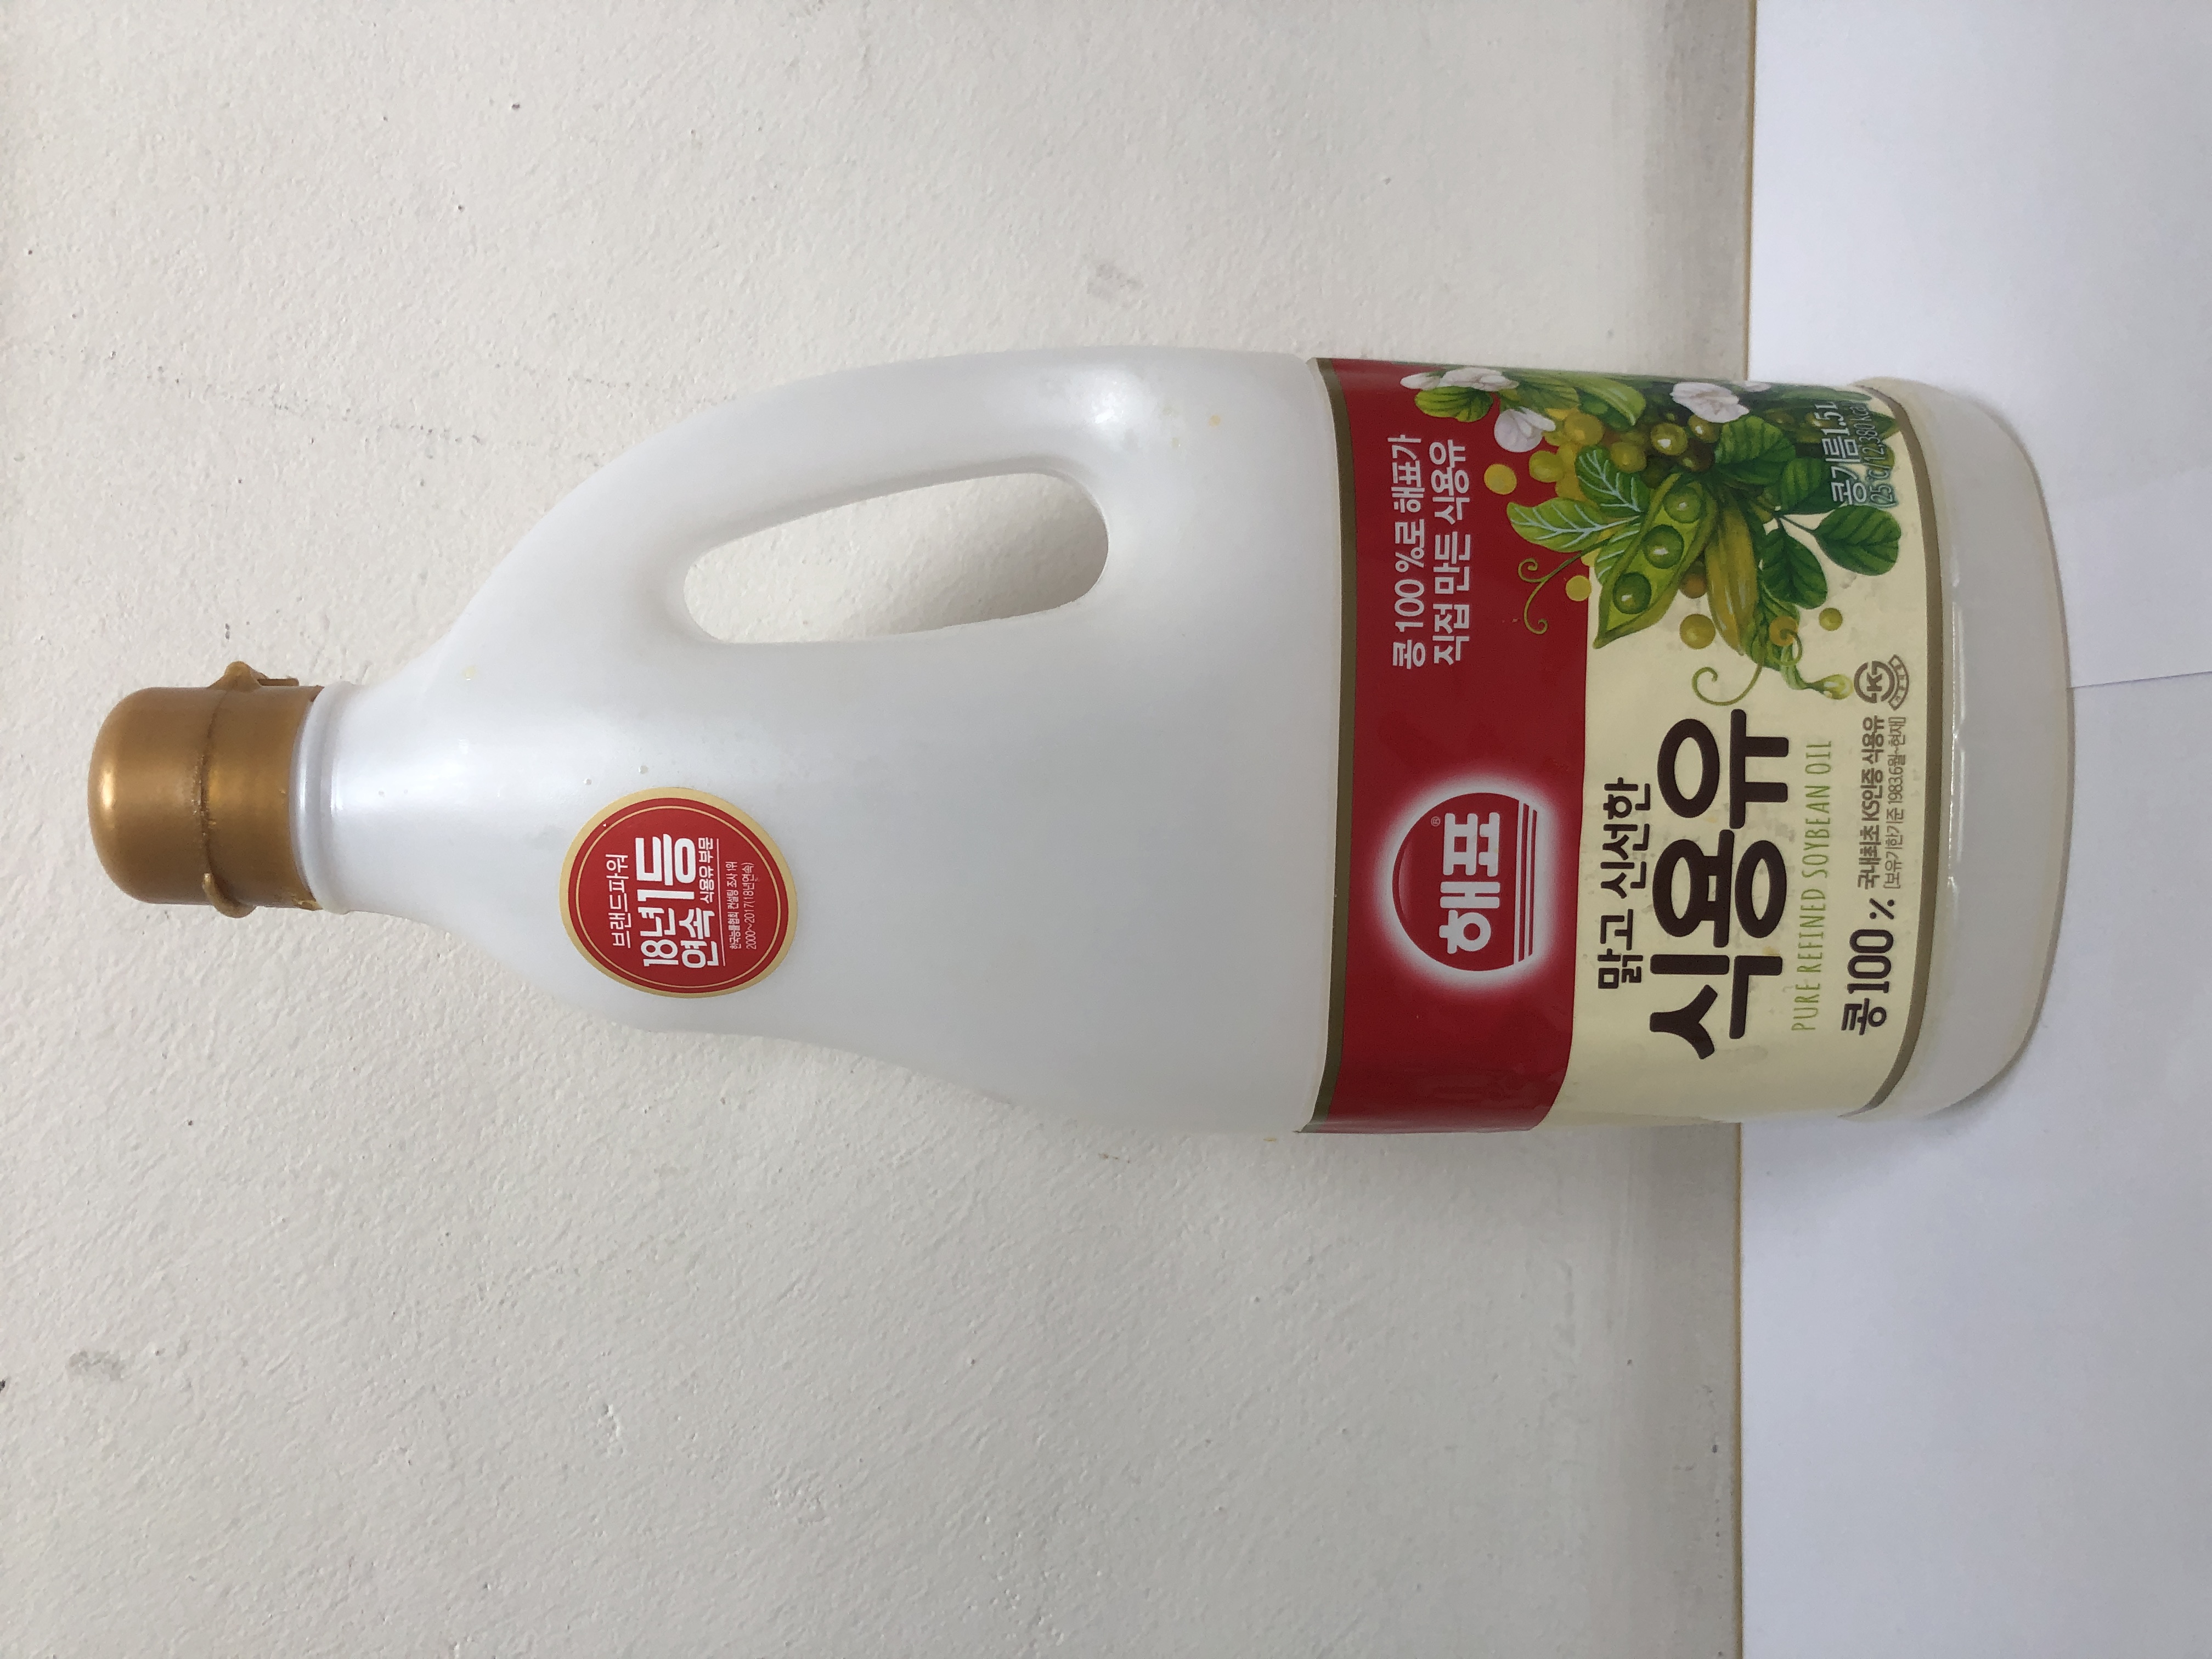 브랜드파워
18년
연속
1등
식용유 부문
한국능률협회 컨설팅 조사 1위
2000~2017(18년연속)
해표®
콩 100 %로 해표가
직접 만든 식용유
맑고 신선한
식용유
PURE REFINED SOYBEAN OIL
콩100%
국내최초 KS인증 식용유
[보유기한기준 1983.6월~현재]
콩기름1.5L
(25℃/12,380kcal)